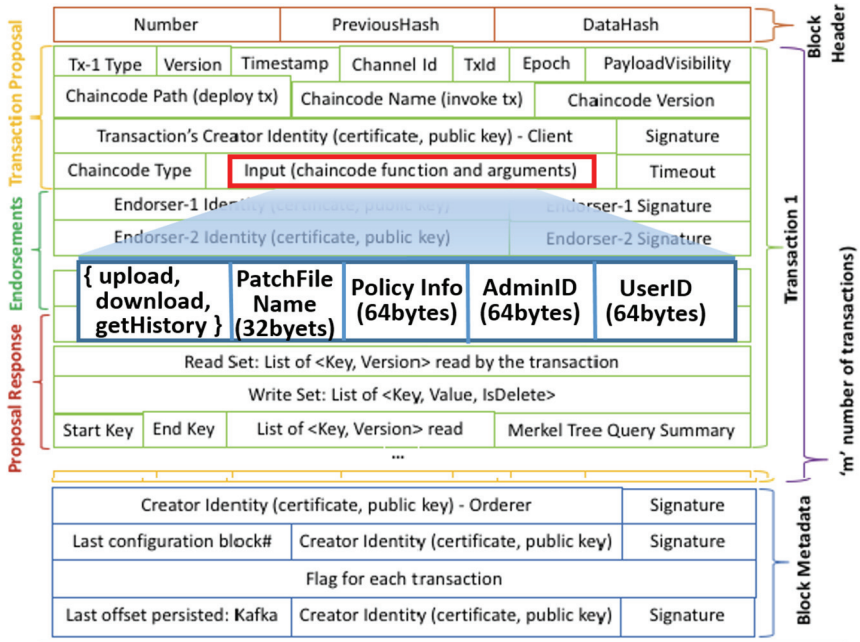 Number PreviousHash DataHash
Block Header
Transaction Proposal
Tx-1 Type Version Timestamp Channel Id TxId Epoch PayloadVisibility
Chaincode Path (deploy tx) Chaincode Name (invoke tx) Chaincode Version
Transaction's Creator Identity (certificate, public key) - Client Signature
Chaincode Type Input (chaincode function and arguments) Timeout
Endorsements
Endorser-1 Identity (certificate, public key) Endorser-1 Signature
Endorser-2 Identity (certificate, public key) Endorser-2 Signature
{ upload,
download,
getHistory }
PatchFile
Name
(32byets)
Policy Info
(64bytes)
AdminID
(64bytes)
UserID
(64bytes)
Transaction 1
'm' number of transactions)
Proposal Response
Read Set: List of <Key, Version> read by the transaction
Write Set: List of <Key, Value, IsDelete>
Start Key End Key List of <Key, Version> read Merkel Tree Query Summary
...
Creator Identity (certificate, public key) - Orderer Signature
Last configuration block# Creator Identity (certificate, public key) Signature
Flag for each transaction
Last offset persisted: Kafka Creator Identity (certificate, public key) Signature
Block Metadata